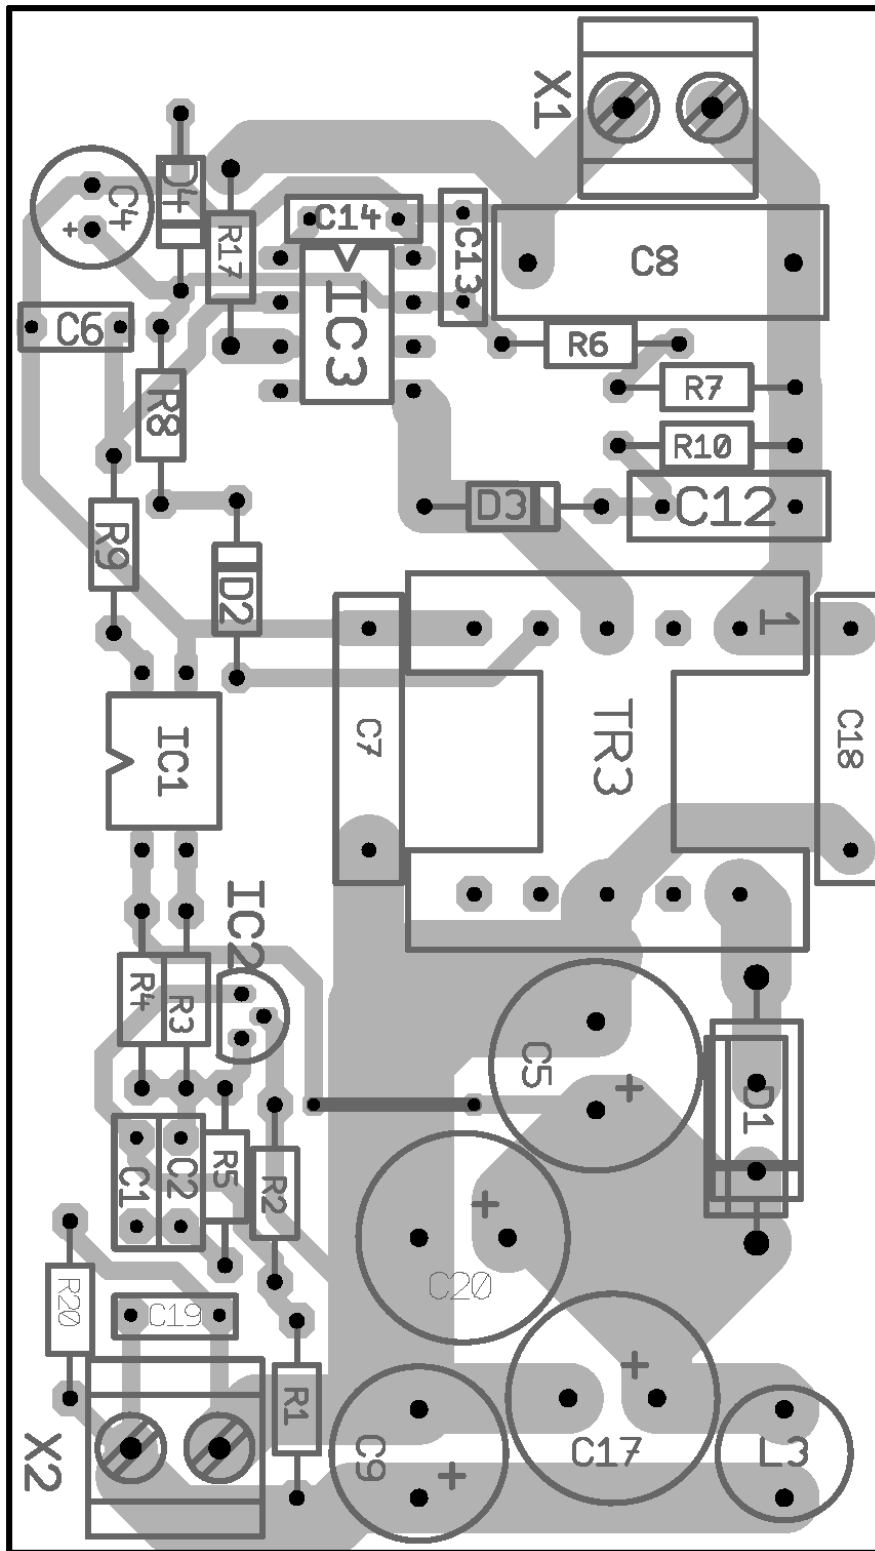 X1
D4
C4
+
R17
C14
C13
C8
C6
IC3
R6
R8
R7
R10
D3
C12
R9
D2
1
C7
TR3
C18
IC1
IC2
R4
R3
C5
+
D1
C1
C2
R5
R2
+
C20
R20
C19
R1
+
C17
C9
+
L3
X2